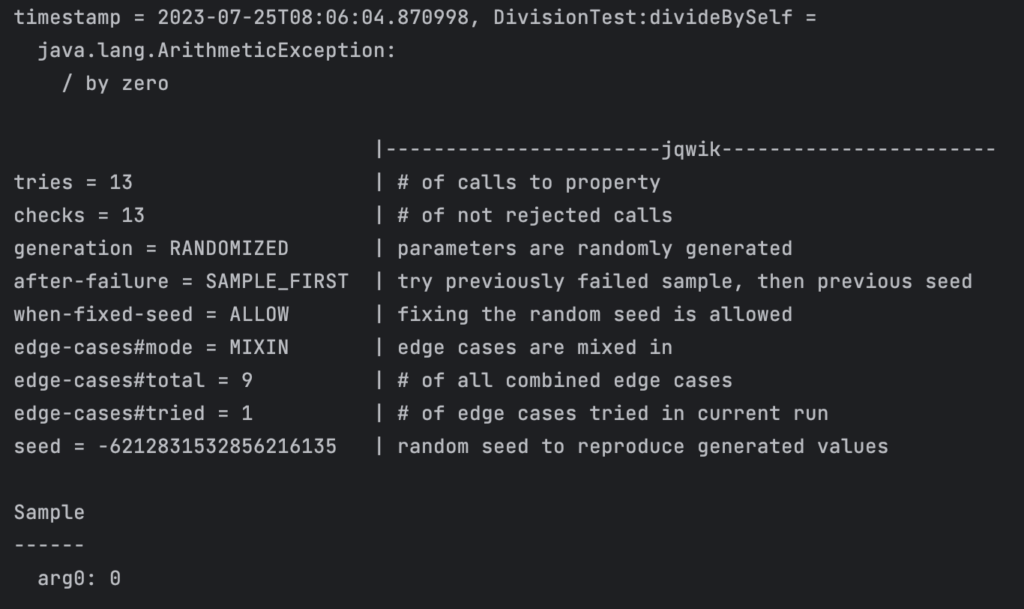 timestamp = 2023-07-25T08:06:04.870998, DivisionTest:divideBySelf =
  java.lang.ArithmeticException:
    / by zero

                              |-----------------------jqwik-----------------------
tries = 13                    | # of calls to property
checks = 13                   | # of not rejected calls
generation = RANDOMIZED       | parameters are randomly generated
after-failure = SAMPLE_FIRST  | try previously failed sample, then previous seed
when-fixed-seed = ALLOW       | fixing the random seed is allowed
edge-cases#mode = MIXIN       | edge cases are mixed in
edge-cases#total = 9          | # of all combined edge cases
edge-cases#tried = 1          | # of edge cases tried in current run
seed = -6212831532856216135   | random seed to reproduce generated values

Sample
------
  arg0: 0